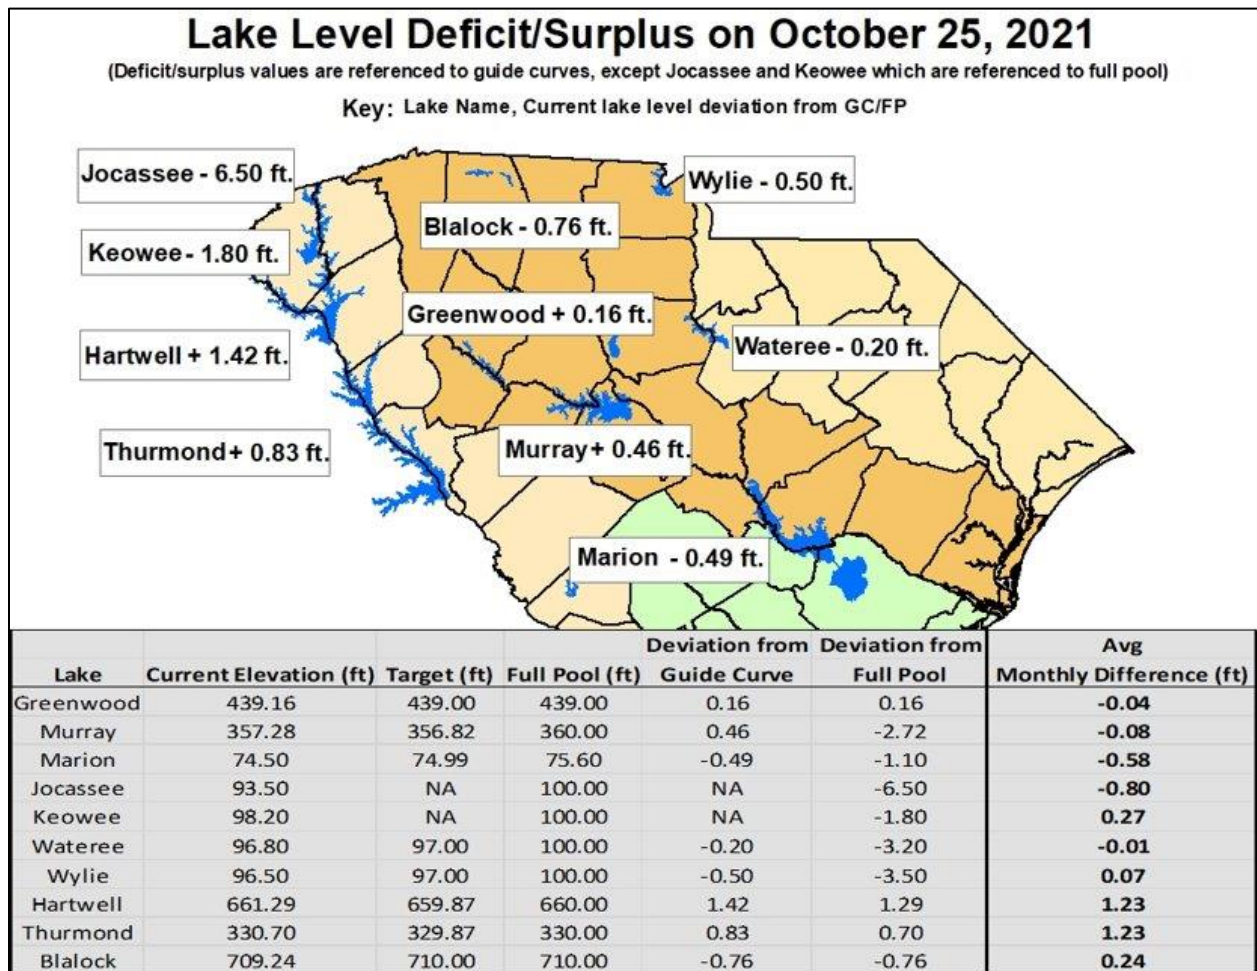 Lake Level Deficit/Surplus on October 25, 2021
(Deficit/surplus values are referenced to guide curves, except Jocassee and Keowee which are referenced to full pool)
Key: Lake Name, Current lake level deviation from GC/FP
Jocassee - 6.50 ft.
Wylie - 0.50 ft.
Blalock - 0.76 ft.
Keowee - 1.80 ft.
Greenwood + 0.16 ft.
Hartwell + 1.42 ft.
Wateree - 0.20 ft.
Thurmond + 0.83 ft.
Murray + 0.46 ft.
Marion - 0.49 ft.
Deviation from Deviation from Avg
Lake Current Elevation (ft) Target (ft) Full Pool (ft) Guide Curve Full Pool Monthly Difference (ft)
Greenwood 439.16 439.00 439.00 0.16 0.16 -0.04
Murray 357.28 356.82 360.00 0.46 -2.72 -0.08
Marion 74.50 74.99 75.60 -0.49 -1.10 -0.58
Jocassee 93.50 NA 100.00 NA -6.50 -0.80
Keowee 98.20 NA 100.00 NA -1.80 0.27
Wateree 96.80 97.00 100.00 -0.20 -3.20 -0.01
Wylie 96.50 97.00 100.00 -0.50 -3.50 0.07
Hartwell 661.29 659.87 660.00 1.42 1.29 1.23
Thurmond 330.70 329.87 330.00 0.83 0.70 1.23
Blalock 709.24 710.00 710.00 -0.76 -0.76 0.24